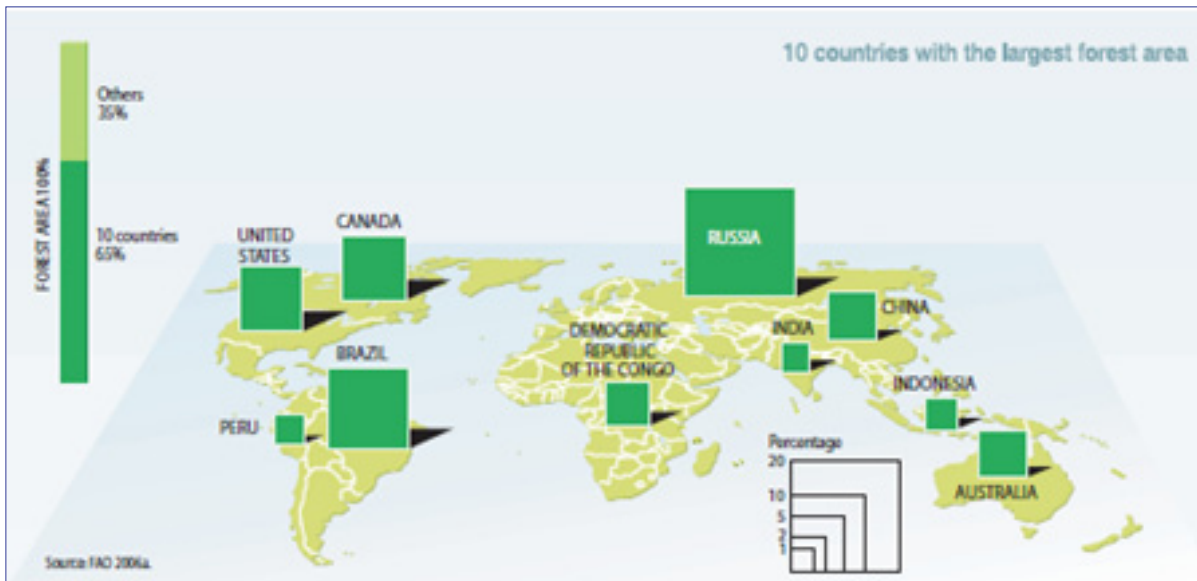 10 countries with the largest forest area
Others
35%
FOREST AREA 100%
10 countries
65%
UNITED
STATES
CANADA
RUSSIA
CHINA
INDIA
DEMOCRATIC
REPUBLIC
OF THE CONGO
BRAZIL
PERU
INDONESIA
AUSTRALIA
Percentage
20
10
5
2
1
Source: FAO 2006a.